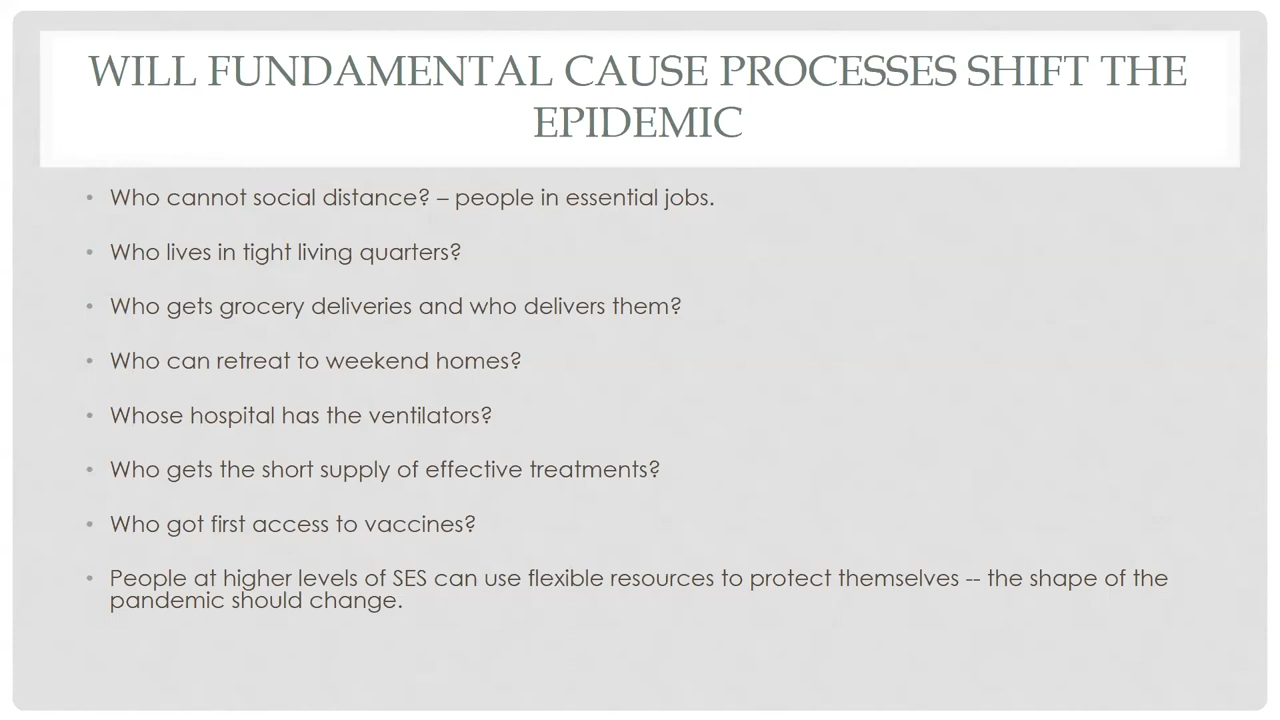 WILL FUNDAMENTAL CAUSE PROCESSES SHIFT THE
EPIDEMIC
• Who cannot social distance? – people in essential jobs.
• Who lives in tight living quarters?
• Who gets grocery deliveries and who delivers them?
• Who can retreat to weekend homes?
• Whose hospital has the ventilators?
• Who gets the short supply of effective treatments?
• Who got first access to vaccines?
• People at higher levels of SES can use flexible resources to protect themselves -- the shape of the
pandemic should change.